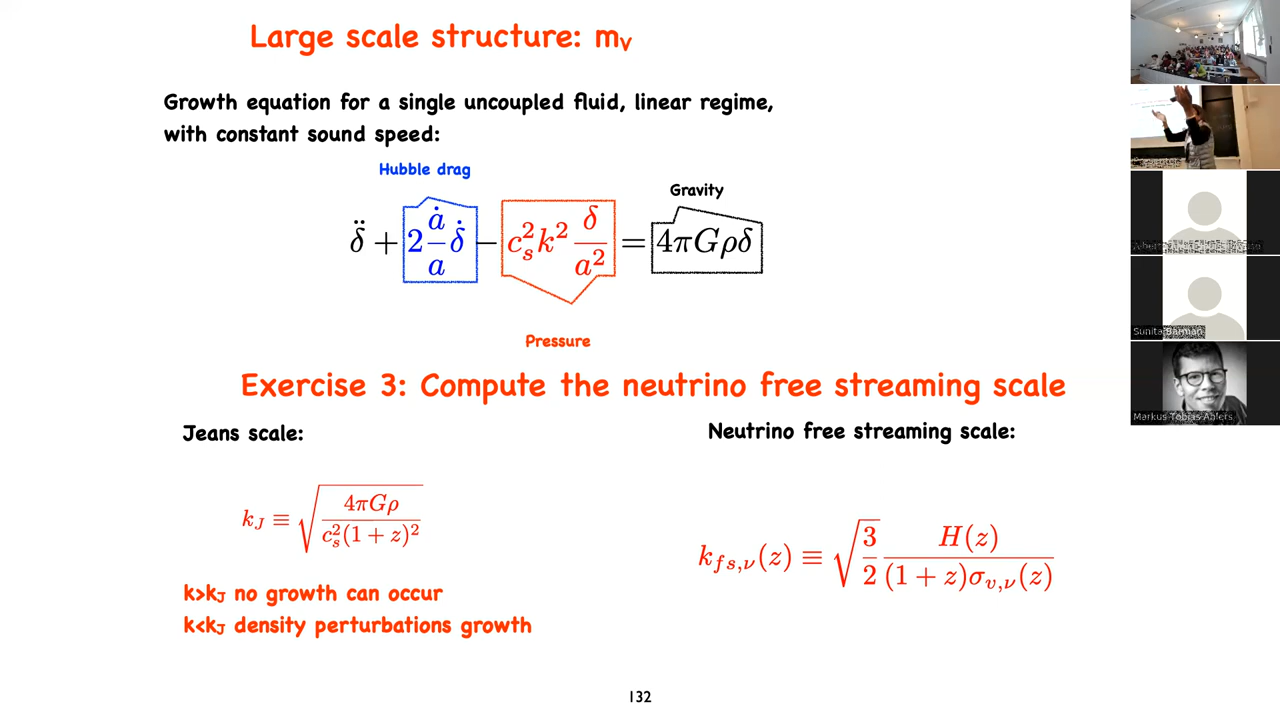 Large scale structure: mν
Growth equation for a single uncoupled fluid, linear regime,
with constant sound speed:
Hubble drag
Gravity
δ̈ + 2 ȧ/a δ̇ − c_s² k² δ/a² = 4πGρδ
Pressure
Exercise 3: Compute the neutrino free streaming scale
Jeans scale:
Neutrino free streaming scale:
k_J ≡ √(4πGρ / c_s²(1 + z)²)
k_{fs,ν}(z) ≡ √(3/2) H(z) / (1 + z)σ_{v,ν}(z)
k>kJ no growth can occur
k<kJ density perturbations growth
132
Sunita Barman
Markus Tobias Ahlers